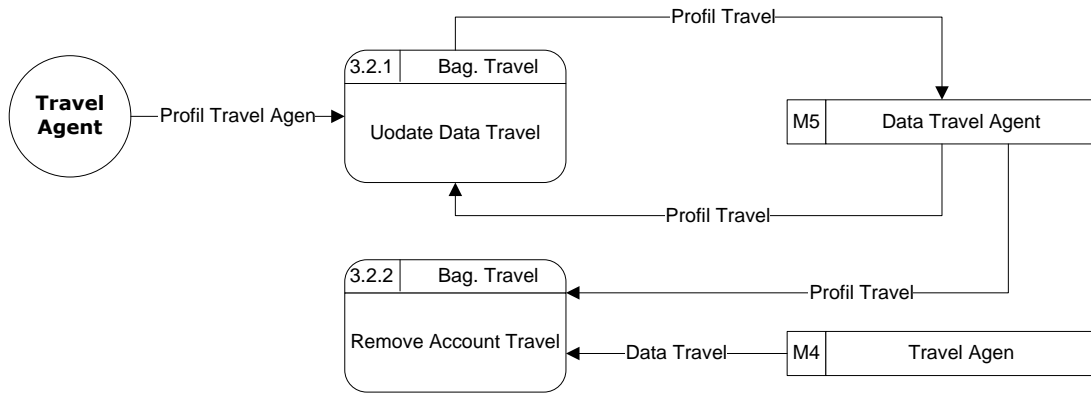 Profil Travel
3.2.1 Bag. Travel
Travel
Agent
Profil Travel Agen
Uodate Data Travel
M5 Data Travel Agent
Profil Travel
3.2.2 Bag. Travel
Profil Travel
Remove Account Travel
Data Travel
M4 Travel Agen